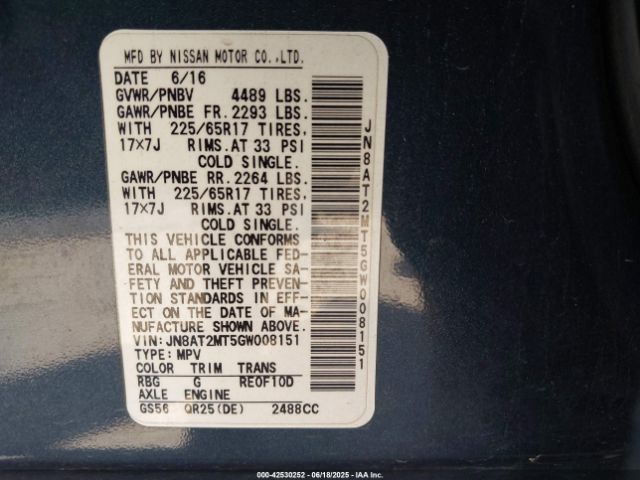 MFD BY NISSAN MOTOR CO.,LTD.
DATE 6/16
GVWR/PNBV 4489 LBS.
GAWR/PNBE FR. 2293 LBS.
WITH 225/65R17 TIRES,
17×7J RIMS.AT 33 PSI
COLD SINGLE.
GAWR/PNBE RR. 2264 LBS.
WITH 225/65R17 TIRES,
17×7J RIMS.AT 33 PSI
COLD SINGLE.
THIS VEHICLE CONFORMS
TO ALL APPLICABLE FED-
ERAL MOTOR VEHICLE SA-
FETY AND THEFT PREVEN-
TION STANDARDS IN EFF-
ECT ON THE DATE OF MA-
NUFACTURE SHOWN ABOVE.
VIN:JN8AT2MT5GW008151
TYPE:MPV
COLOR TRIM TRANS
RBG G RE0F10D
AXLE ENGINE
GS56 QR25(DE) 2488CC
JN8AT2MT5GW008151
000-42530252 - 06/18/2025 - © IAA Inc.